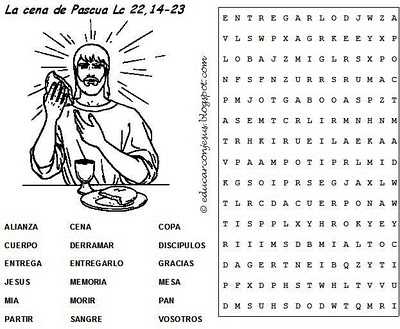 La cena de Pascua Lc 22,14-23
© educarconjesus.blogspot.com
E N T R E G A R L O D J W Z A
V L S W P X A G R K E E Y X P
L O B A J Z M I G L R S X P O
N F S F N Z U R R S R U M A C
P M J O T G A B O O A S P Z T
A S E M T C R L I R M N H N M
T R H K I R U E I L A E K A A
V P A A M P O T I P R L M I D
K G S O I P R S E G J A X L W
T L R C D A C U E R P O N A W
T I S P P L X Y H R O K Y E Y
R I I I M S D B M I A L T O C
D A G E R T N E I B Q Z Y T I
P F X D P H S T W H L T V V U
D M S U H S D O D W T Q M R I
ALIANZA CENA COPA
CUERPO DERRAMAR DISCIPULOS
ENTREGA ENTREGARLO GRACIAS
JESUS MEMORIA MESA
MIA MORIR PAN
PARTIR SANGRE VOSOTROS